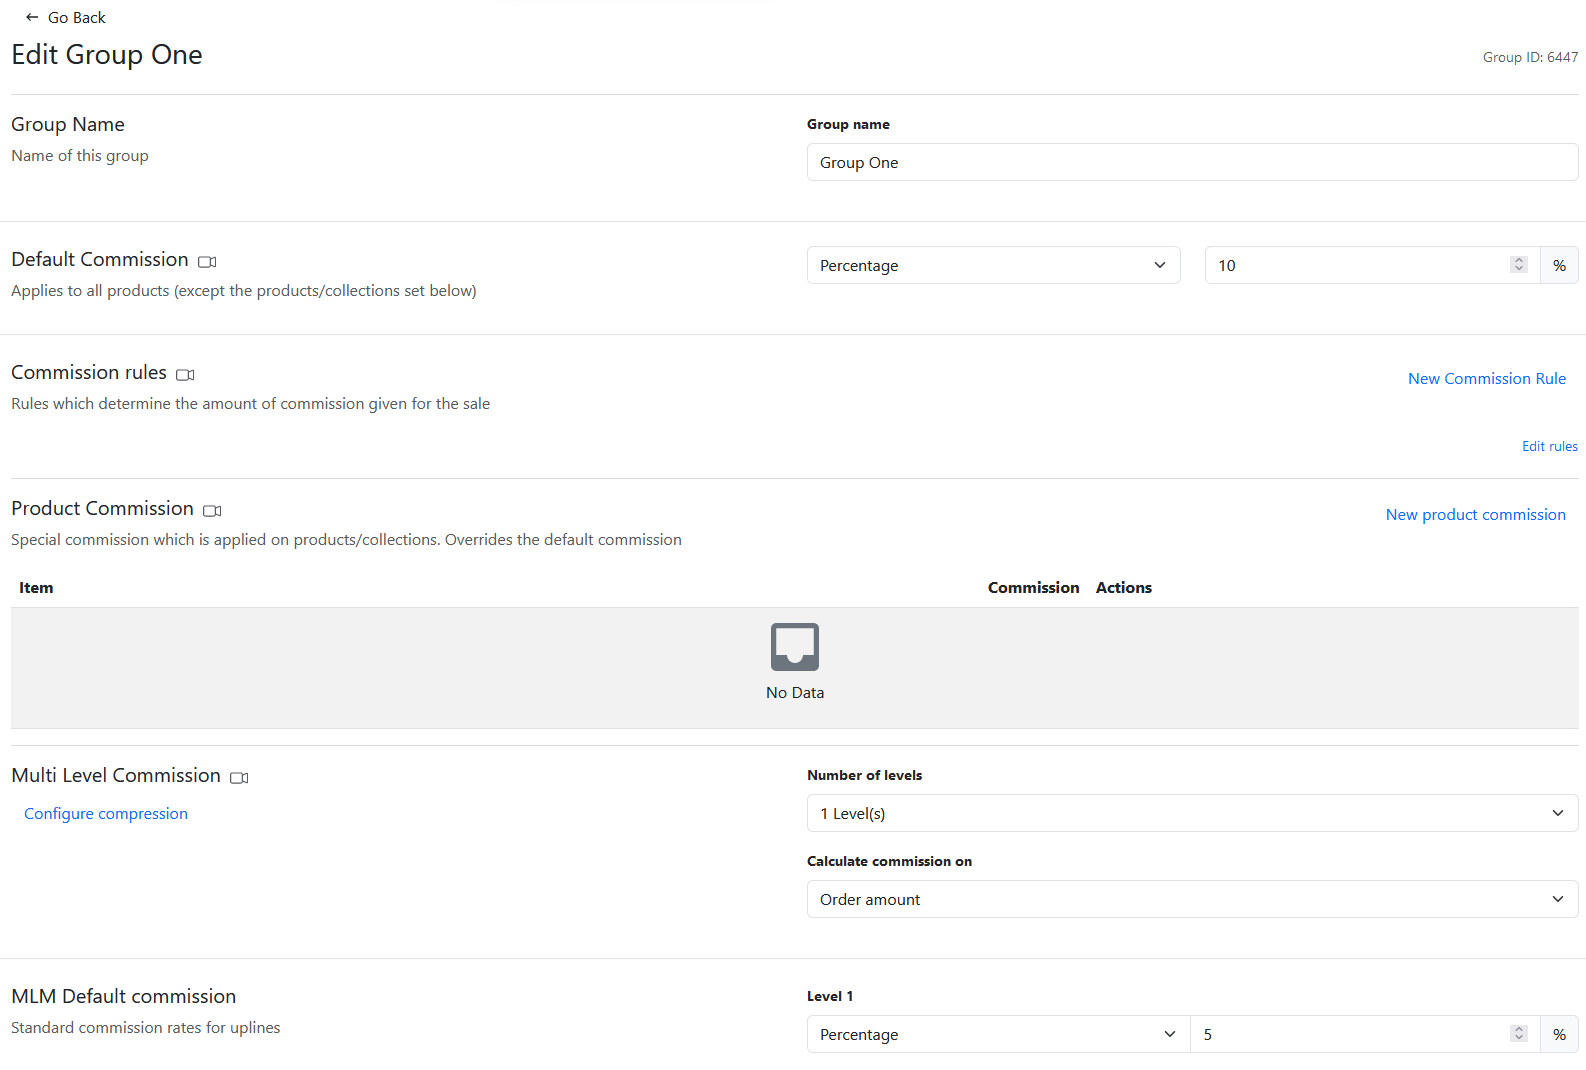 Go Back
Edit Group One
Group ID: 6447
Group Name
Name of this group
Group name
Group One
Default Commission
Applies to all products (except the products/collections set below)
Percentage
10
%
Commission rules
Rules which determine the amount of commission given for the sale
New Commission Rule
Edit rules
Product Commission
Special commission which is applied on products/collections. Overrides the default commission
New product commission
Item Commission Actions
No Data
Multi Level Commission
Configure compression
Number of levels
1 Level(s)
Calculate commission on
Order amount
MLM Default commission
Standard commission rates for uplines
Level 1
Percentage
5
%